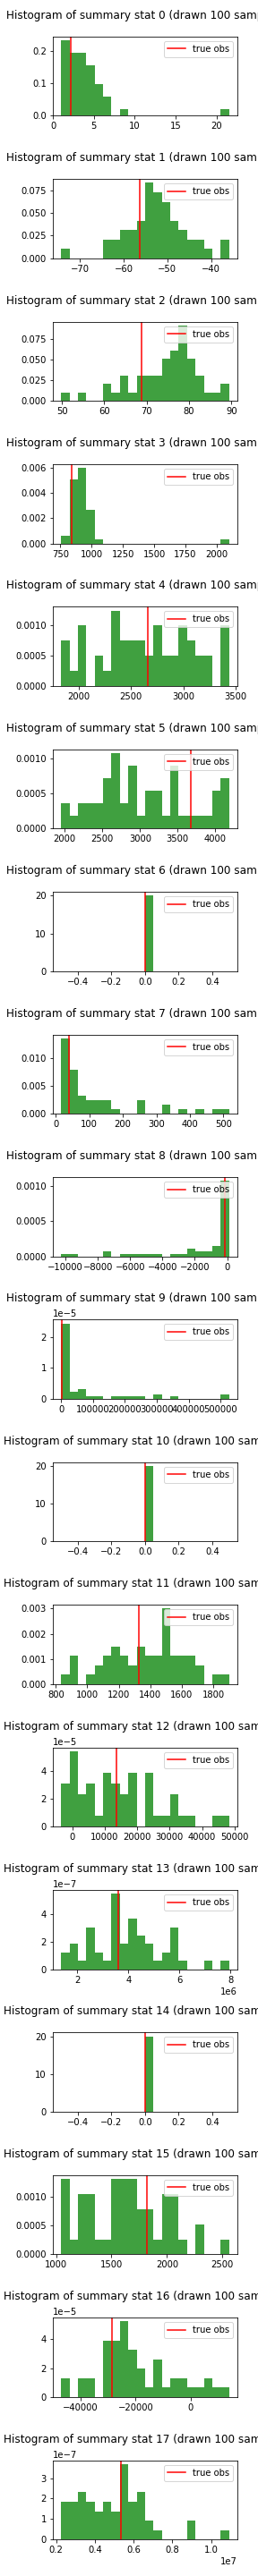 Histogram of summary stat 0 (drawn 100 sam
true obs
0.2
0.1
0.0
0 5 10 15 20
Histogram of summary stat 1 (drawn 100 sam
true obs
0.075
0.050
0.025
0.000
−70 −60 −50 −40
Histogram of summary stat 2 (drawn 100 sam
true obs
0.075
0.050
0.025
0.000
50 60 70 80 90
Histogram of summary stat 3 (drawn 100 sam
true obs
0.006
0.004
0.002
0.000
750 1000 1250 1500 1750 2000
Histogram of summary stat 4 (drawn 100 sam
true obs
0.0010
0.0005
0.0000
2000 2500 3000 3500
Histogram of summary stat 5 (drawn 100 sam
true obs
0.0010
0.0005
0.0000
2000 2500 3000 3500 4000
Histogram of summary stat 6 (drawn 100 sam
true obs
20
10
0
−0.4 −0.2 0.0 0.2 0.4
Histogram of summary stat 7 (drawn 100 sam
true obs
0.010
0.005
0.000
0 100 200 300 400 500
Histogram of summary stat 8 (drawn 100 sam
true obs
0.0010
0.0005
0.0000
−10000 −8000 −6000 −4000 −2000 0
Histogram of summary stat 9 (drawn 100 sam
1e−5
true obs
2
1
0
0 100000 200000 300000 400000 500000
Histogram of summary stat 10 (drawn 100 sam
true obs
20
10
0
−0.4 −0.2 0.0 0.2 0.4
Histogram of summary stat 11 (drawn 100 sam
true obs
0.003
0.002
0.001
0.000
800 1000 1200 1400 1600 1800
Histogram of summary stat 12 (drawn 100 sam
1e−5
true obs
4
2
0
0 10000 20000 30000 40000 50000
Histogram of summary stat 13 (drawn 100 sam
1e−7
true obs
4
2
0
2 4 6 8
1e6
Histogram of summary stat 14 (drawn 100 sam
true obs
20
10
0
−0.4 −0.2 0.0 0.2 0.4
Histogram of summary stat 15 (drawn 100 sam
true obs
0.0010
0.0005
0.0000
1000 1500 2000 2500
Histogram of summary stat 16 (drawn 100 sam
1e−5
true obs
4
2
0
−40000 −20000 0
Histogram of summary stat 17 (drawn 100 sam
1e−7
true obs
3
2
1
0
0.2 0.4 0.6 0.8 1.0
1e7